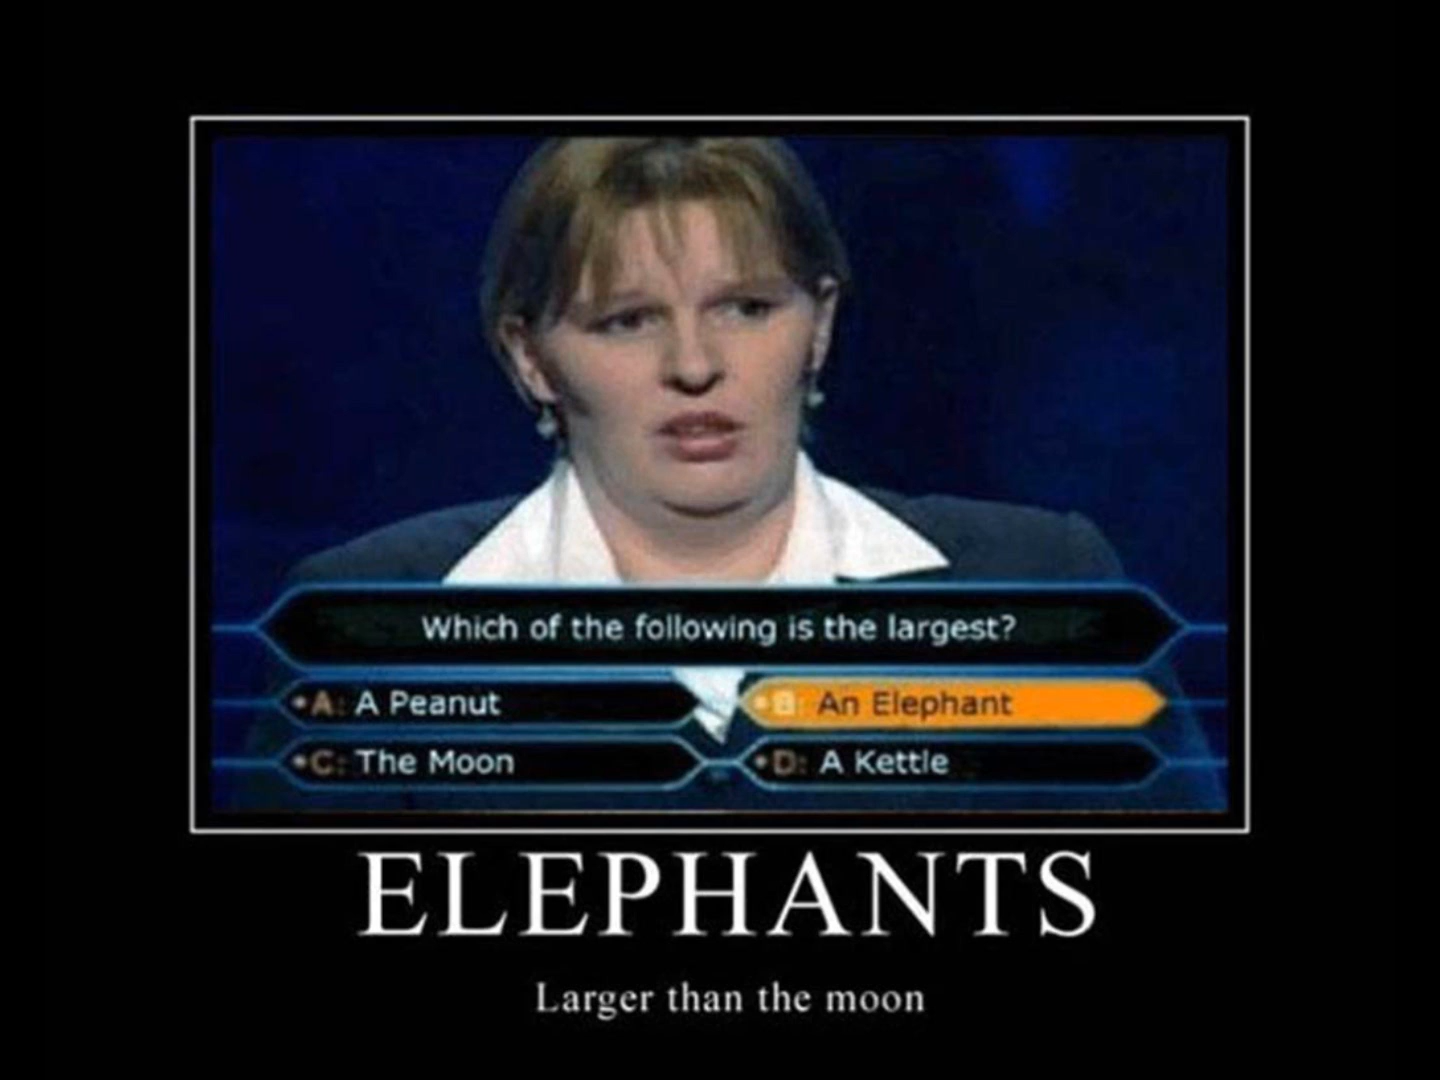 Which of the following is the largest?
A: A Peanut
B: An Elephant
C: The Moon
D: A Kettle
ELEPHANTS
Larger than the moon